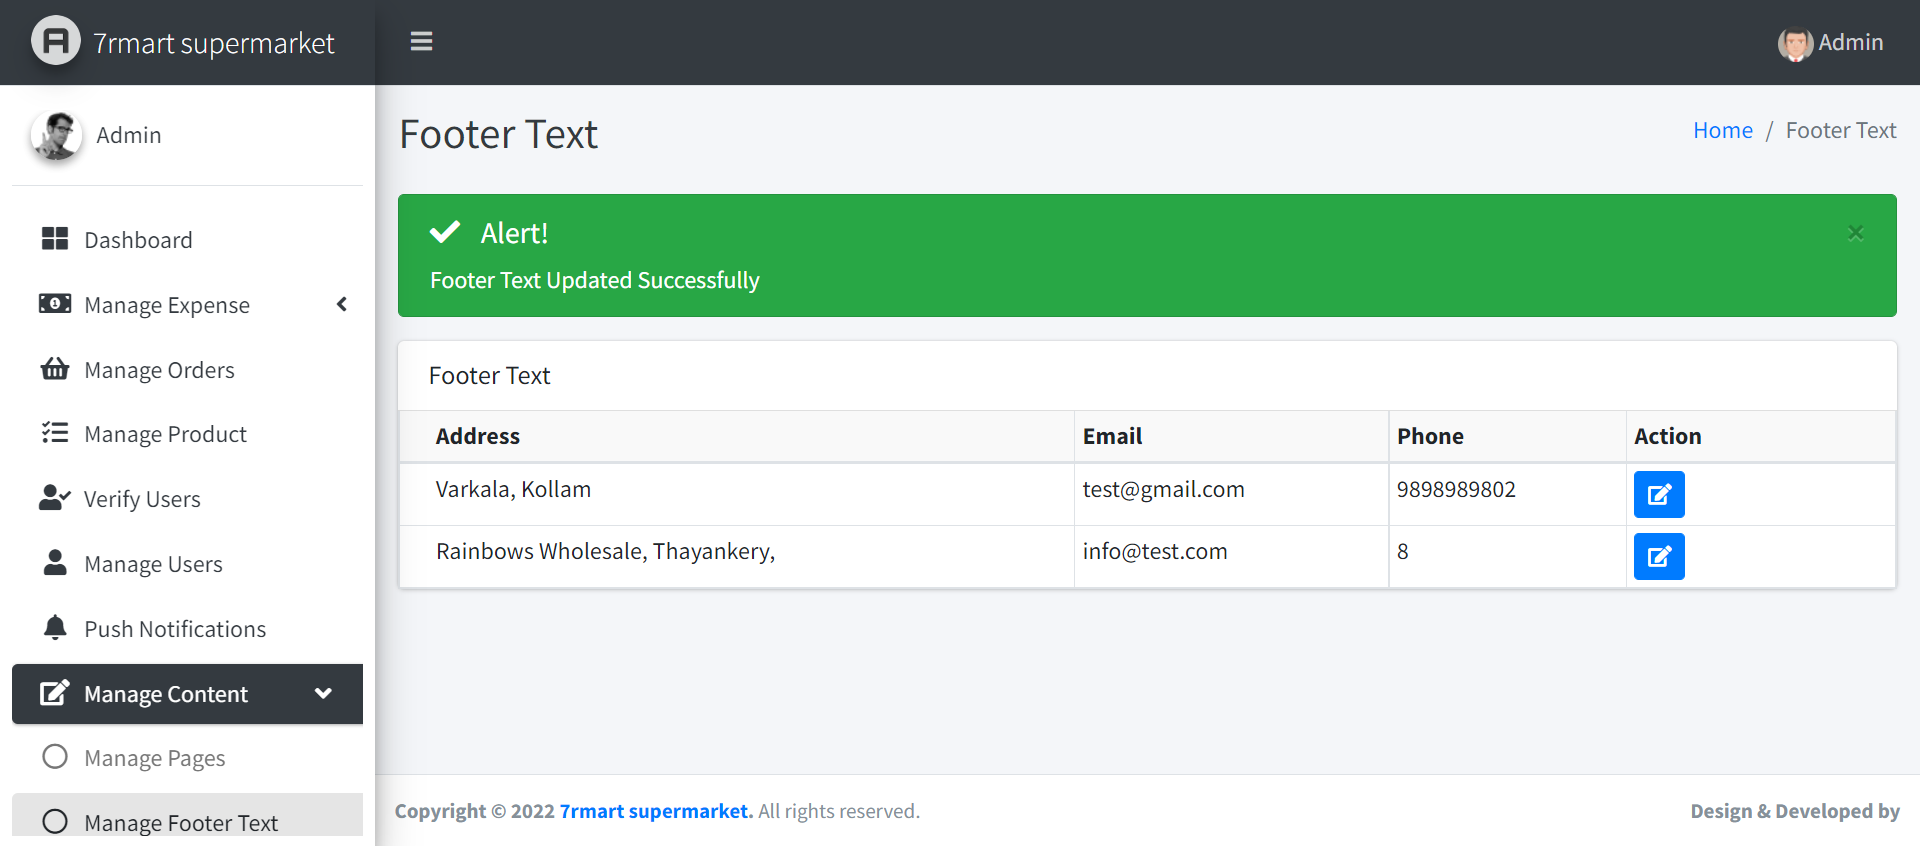 7rmart supermarket
Admin
Admin
Dashboard
Manage Expense
Manage Orders
Manage Product
Verify Users
Manage Users
Push Notifications
Manage Content
Manage Pages
Manage Footer Text
Footer Text
Home / Footer Text
Alert!
×
Footer Text Updated Successfully
Footer Text
Address Email Phone Action
Varkala, Kollam test@gmail.com 9898989802
Rainbows Wholesale, Thayankery, info@test.com 8
Copyright © 2022 7rmart supermarket. All rights reserved.
Design & Developed by